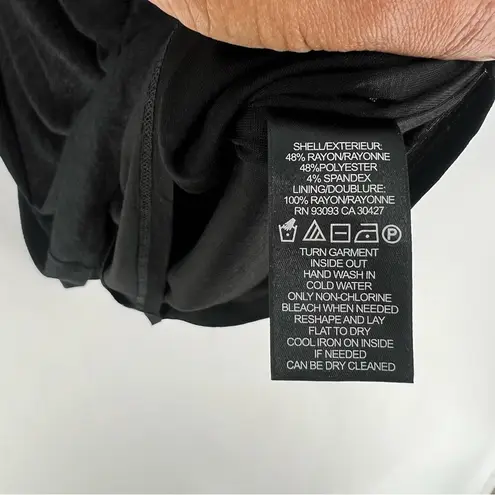 SHELL/EXTERIEUR:
48% RAYON/RAYONNE
48%POLYESTER
4% SPANDEX
LINING/DOUBLURE:
100% RAYON/RAYONNE
RN 93093 CA 30427
P
TURN GARMENT
INSIDE OUT
HAND WASH IN
COLD WATER
ONLY NON-CHLORINE
BLEACH WHEN NEEDED
RESHAPE AND LAY
FLAT TO DRY
COOL IRON ON INSIDE
IF NEEDED
CAN BE DRY CLEANED